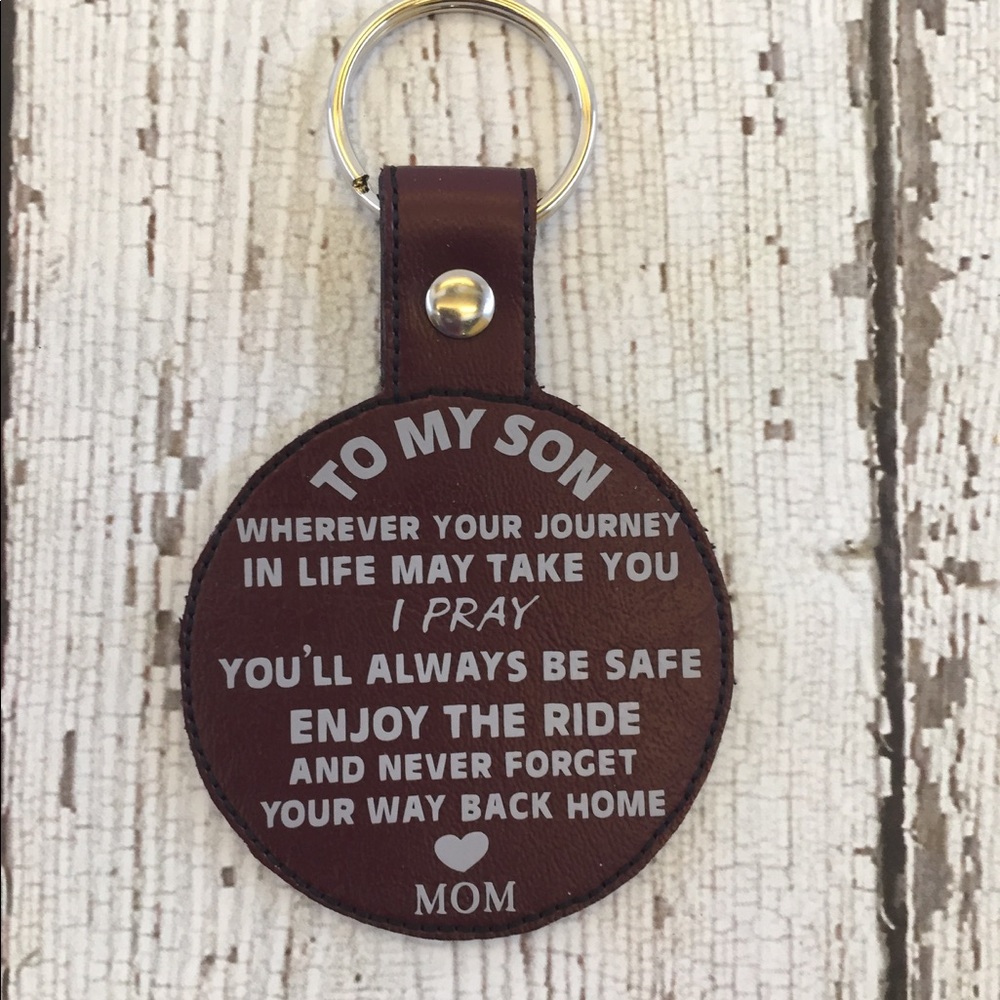 TO MY SON
WHEREVER YOUR JOURNEY
IN LIFE MAY TAKE YOU
I PRAY
YOU'LL ALWAYS BE SAFE
ENJOY THE RIDE
AND NEVER FORGET
YOUR WAY BACK HOME
MOM